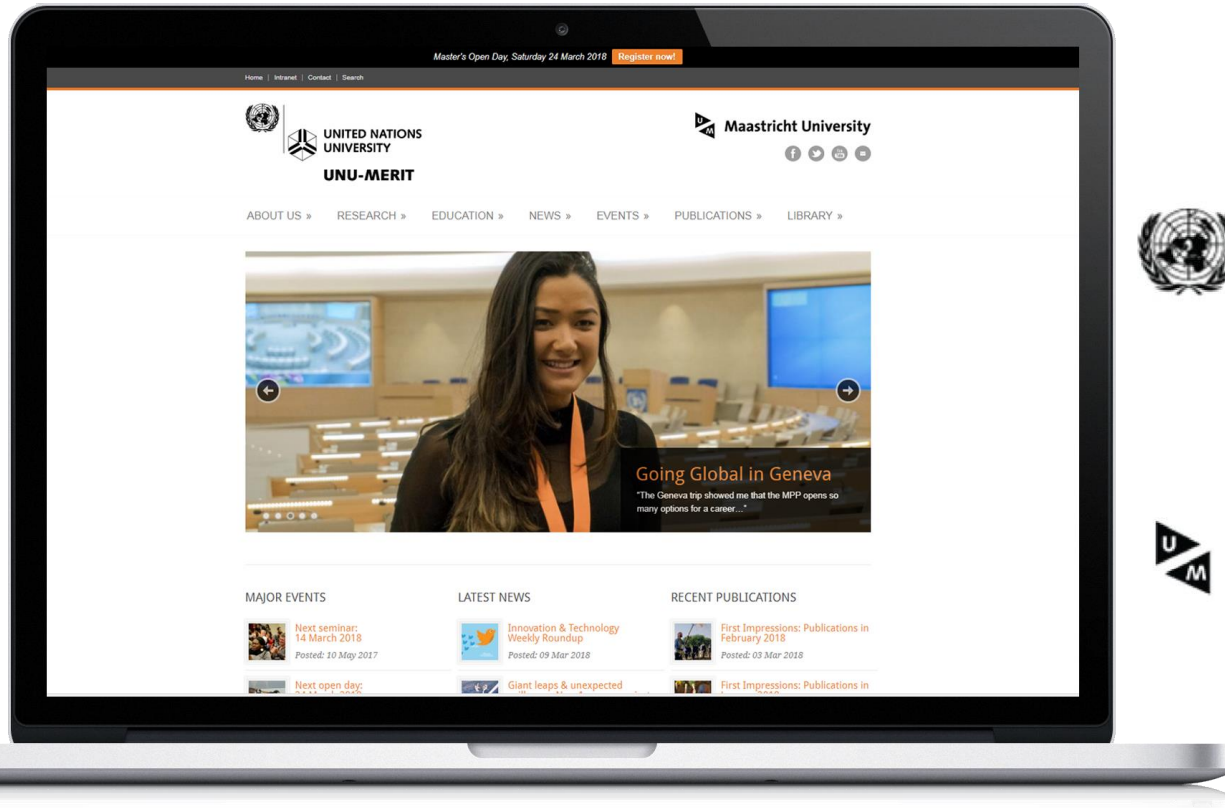 Master's Open Day, Saturday 24 March 2018 Register now!
Home | Intranet | Contact | Search
UNITED NATIONS
UNIVERSITY
UNU-MERIT
U
M
Maastricht University
ABOUT US »
RESEARCH »
EDUCATION »
NEWS »
EVENTS »
PUBLICATIONS »
LIBRARY »
Going Global in Geneva
"The Geneva trip showed me that the MPP opens so
many options for a career…"
MAJOR EVENTS
Next seminar:
14 March 2018
Posted: 10 May 2017
Next open day:
LATEST NEWS
Innovation & Technology
Weekly Roundup
Posted: 09 Mar 2018
Giant leaps & unexpected
RECENT PUBLICATIONS
First Impressions: Publications in
February 2018
Posted: 03 Mar 2018
First Impressions: Publications in
U
M